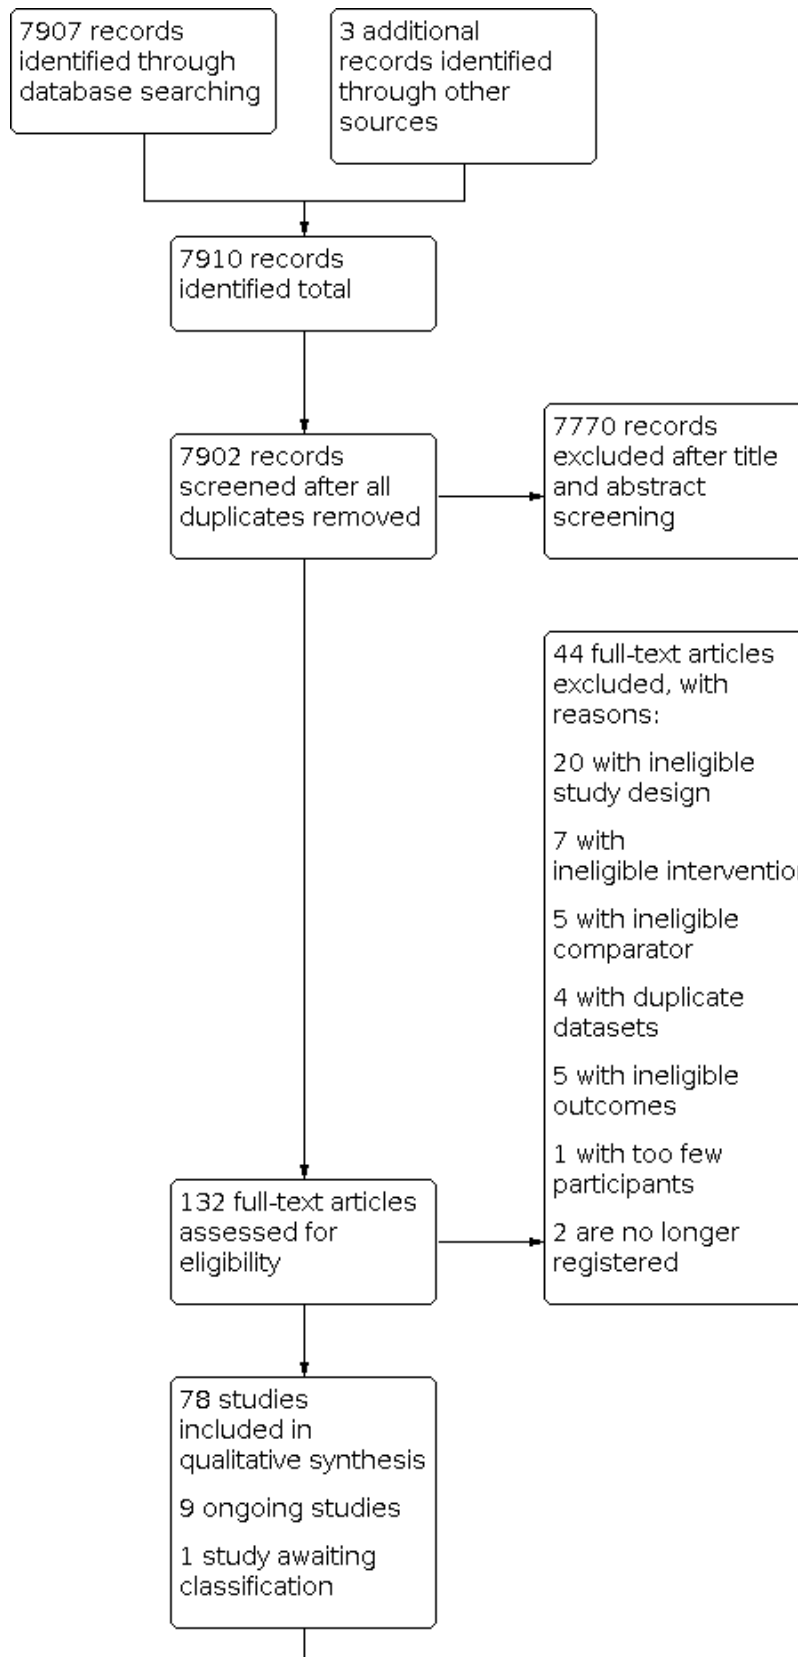 7907 records
identified through
database searching
3 additional
records identified
through other
sources
7910 records
identified total
7902 records
screened after all
duplicates removed
7770 records
excluded after title
and abstract
screening
44 full-text articles
excluded, with
reasons:
20 with ineligible
study design
7 with
ineligible interventio
5 with ineligible
comparator
4 with duplicate
datasets
5 with ineligible
outcomes
1 with too few
participants
2 are no longer
registered
132 full-text articles
assessed for
eligibility
78 studies
included in
qualitative synthesis
9 ongoing studies
1 study awaiting
classification